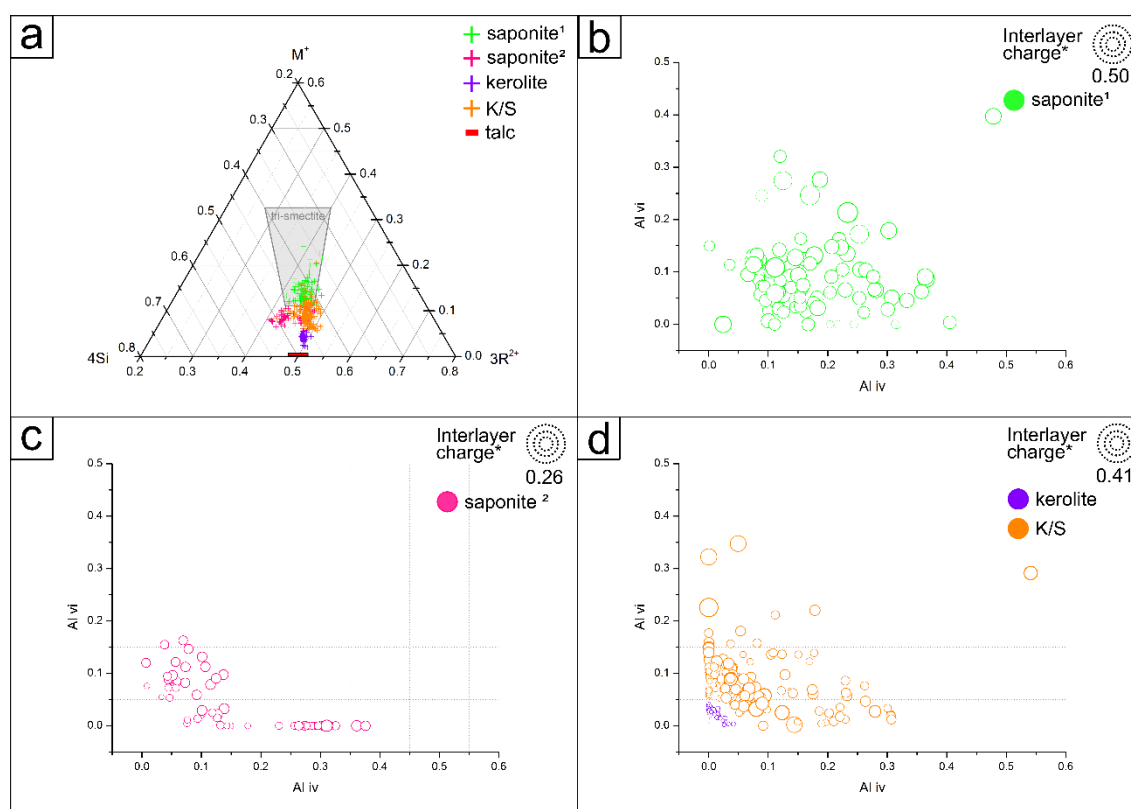 a
saponite¹
saponite²
kerolite
K/S
talc
M⁺
0.2 0.6
0.3 0.5
0.4 0.4
tri-smectite
0.5 0.3
0.6 0.2
0.7 0.1
4Si 0.8 0.0 3R²⁺
0.2 0.3 0.4 0.5 0.6 0.7 0.8
b
Interlayer
charge*
0.50
saponite¹
0.5
0.4
0.3
Al vi
0.2
0.1
0.0
0.0 0.1 0.2 0.3 0.4 0.5 0.6
Al iv
c
Interlayer
charge*
0.26
saponite ²
0.5
0.4
0.3
Al vi
0.2
0.1
0.0
0.0 0.1 0.2 0.3 0.4 0.5 0.6
Al iv
d
Interlayer
charge*
0.41
kerolite
K/S
0.5
0.4
0.3
Al vi
0.2
0.1
0.0
0.0 0.1 0.2 0.3 0.4 0.5 0.6
Al iv